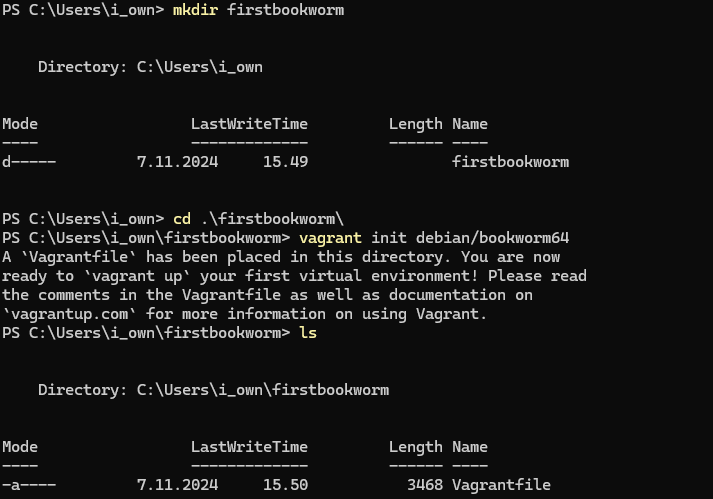 PS C:\Users\i_own> mkdir firstbookworm
Directory: C:\Users\i_own
Mode                 LastWriteTime         Length Name
----                 -------------         ------ ----
d-----         7.11.2024     15.49                firstbookworm
PS C:\Users\i_own> cd .\firstbookworm\
PS C:\Users\i_own\firstbookworm> vagrant init debian/bookworm64
A `Vagrantfile` has been placed in this directory. You are now
ready to `vagrant up` your first virtual environment! Please read
the comments in the Vagrantfile as well as documentation on
`vagrantup.com` for more information on using Vagrant.
PS C:\Users\i_own\firstbookworm> ls
Directory: C:\Users\i_own\firstbookworm
Mode                 LastWriteTime         Length Name
----                 -------------         ------ ----
-a----         7.11.2024     15.50           3468 Vagrantfile